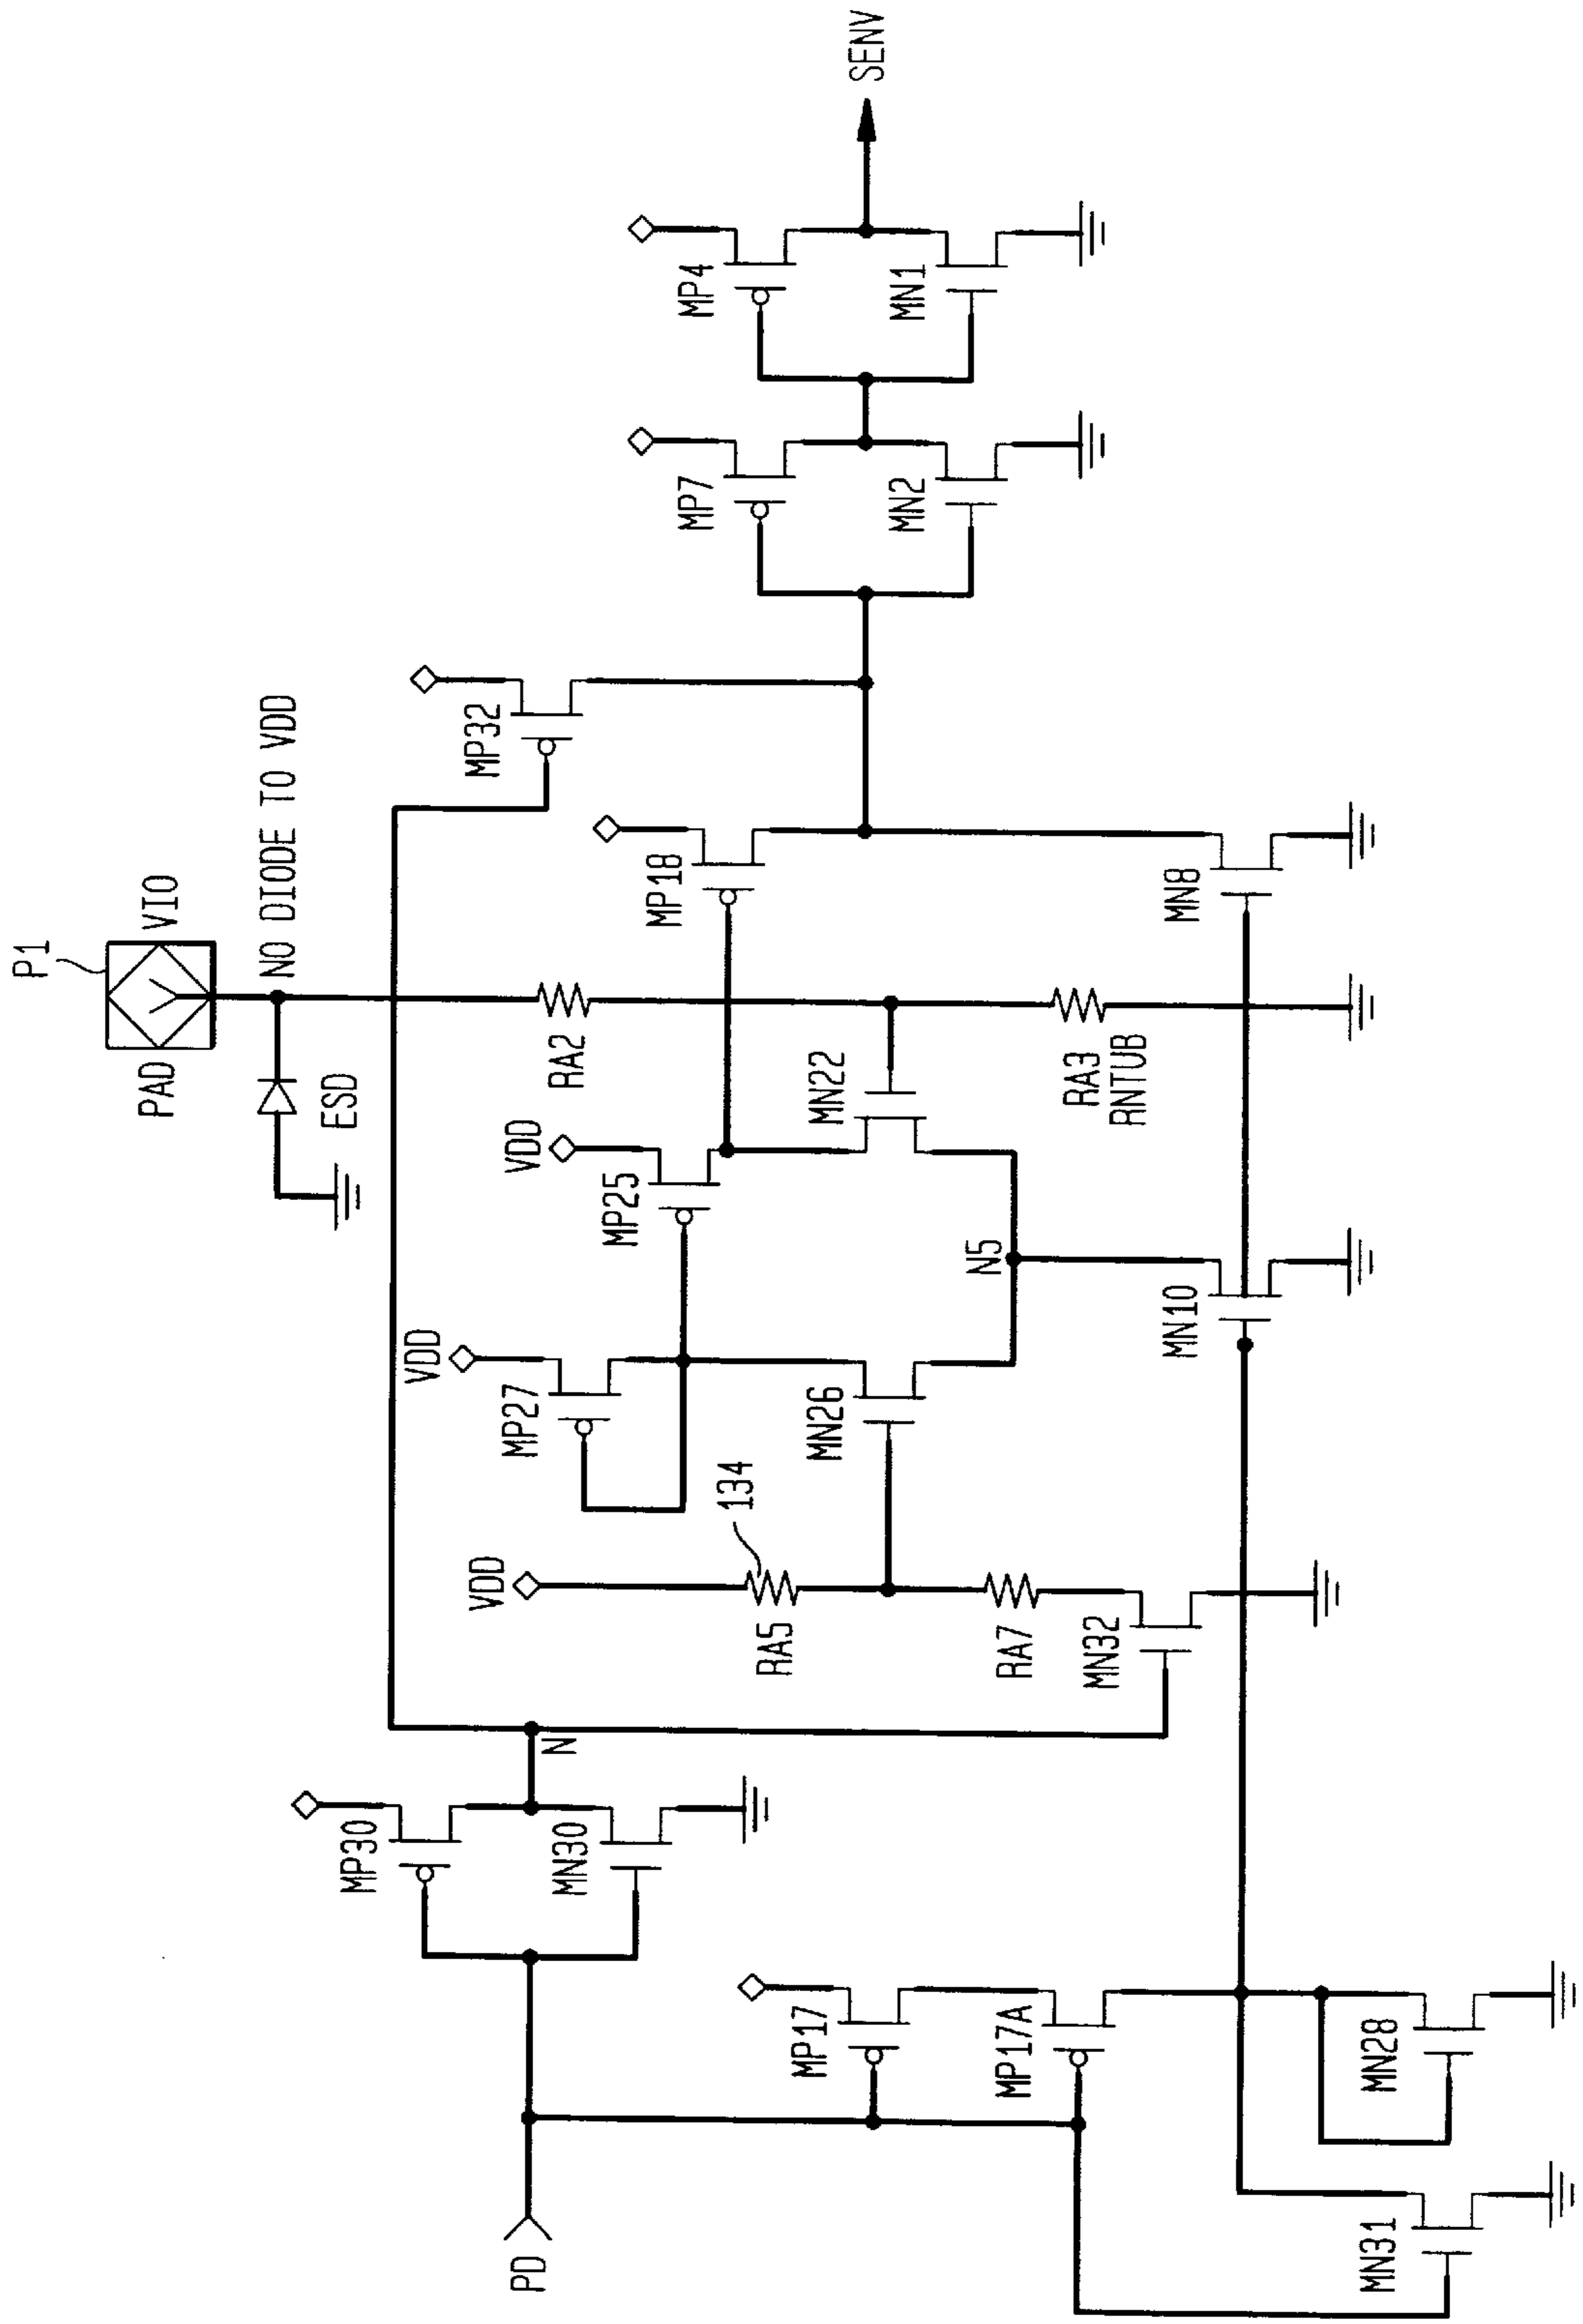 P1
PAD
VIO
NO DIODE TO VDD
ESD
SENV
MP4
MN1
MP7
MN2
MP32
MP18
MN8
RA2
RA3
RNTUB
MN22
VDD
MP25
N5
MN10
VDD
MP27
MN26
134
VDD
RA5
RA7
MN32
N
MP30
MN30
MP17
MP17A
MN28
MN31
PD